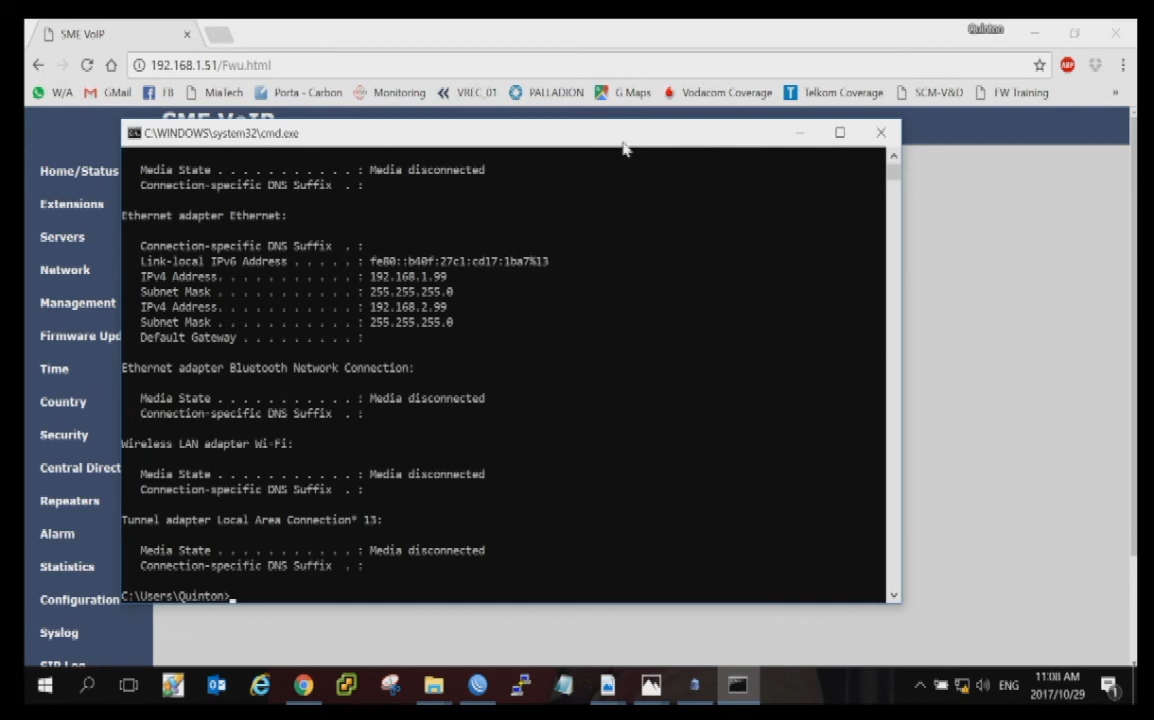 SME VoIP
Quinton
192.168.1.51/Fwu.html
ABP
W/A GMail FB MiaTech Porta - Carbon Monitoring VREC_01 PALLADION G Maps Vodacom Coverage Telkom Coverage SCM-V&D FW Training »
SME VoIP
C:\WINDOWS\system32\cmd.exe
Home/Status
Extensions
Servers
Network
Management
Firmware Upd
Time
Country
Security
Central Direct
Repeaters
Alarm
Statistics
Configuration
Syslog
SIP Log
Media State . . . . . . . . . . . : Media disconnected
Connection-specific DNS Suffix . :
Ethernet adapter Ethernet:
Connection-specific DNS Suffix . :
Link-local IPv6 Address . . . . . : fe80::b40f:27c1:cd17:1ba7%13
IPv4 Address. . . . . . . . . . . : 192.168.1.99
Subnet Mask . . . . . . . . . . . : 255.255.255.0
IPv4 Address. . . . . . . . . . . : 192.168.2.99
Subnet Mask . . . . . . . . . . . : 255.255.255.0
Default Gateway . . . . . . . . . :
Ethernet adapter Bluetooth Network Connection:
Media State . . . . . . . . . . . : Media disconnected
Connection-specific DNS Suffix . :
Wireless LAN adapter Wi-Fi:
Media State . . . . . . . . . . . : Media disconnected
Connection-specific DNS Suffix . :
Tunnel adapter Local Area Connection* 13:
Media State . . . . . . . . . . . : Media disconnected
Connection-specific DNS Suffix . :
C:\Users\Quinton>
ENG
11:08 AM
2017/10/29